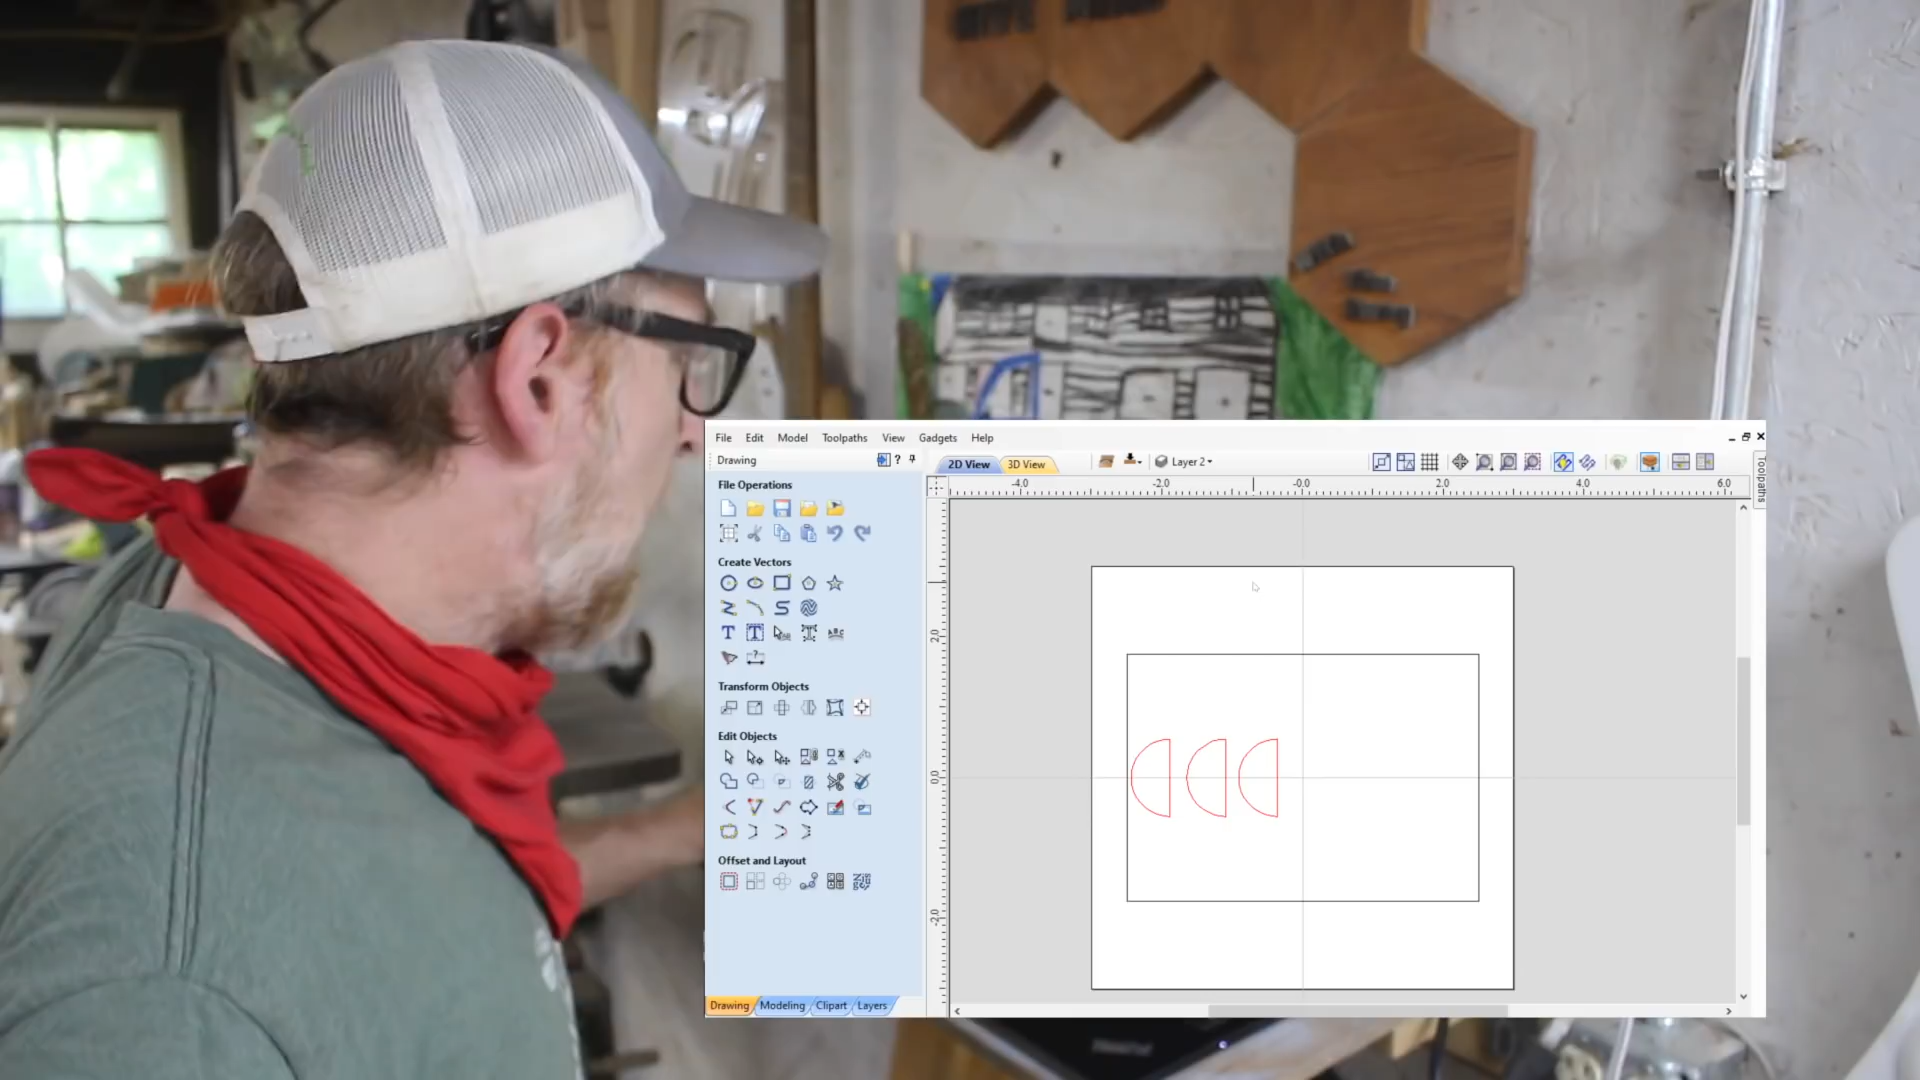 File Edit Model Toolpaths View Gadgets Help
Drawing
2D View 3D View Layer 2
File Operations
-4.0 -2.0 -0.0 2.0 4.0 6.0
Toolpaths
Create Vectors
2.0
Transform Objects
Edit Objects
0.0
Offset and Layout
-2.0
Drawing Modeling Clipart Layers